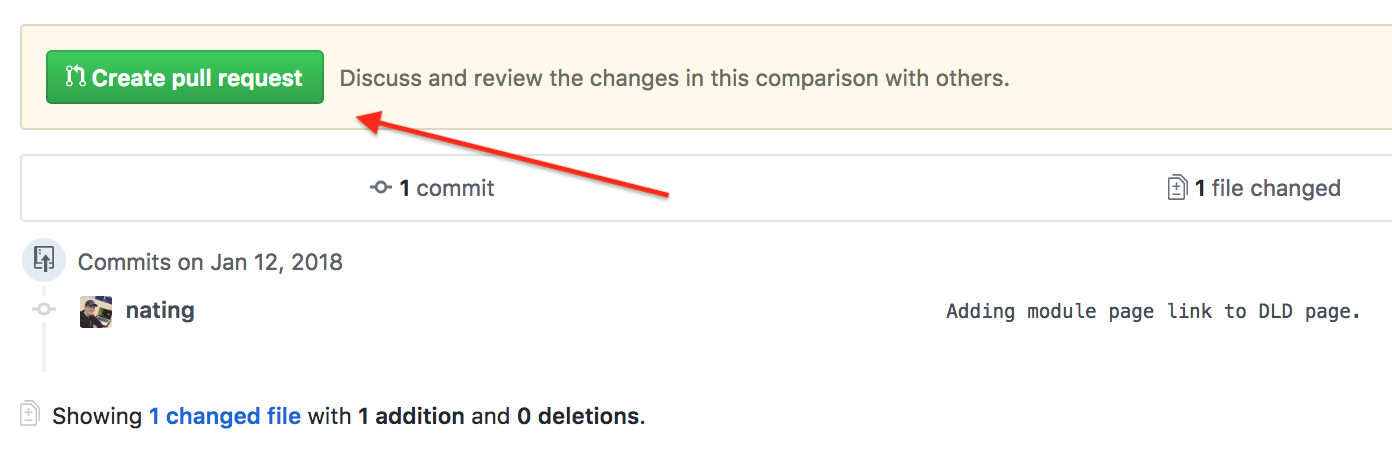 Create pull request Discuss and review the changes in this comparison with others.
1 commit 1 file changed
Commits on Jan 12, 2018
nating Adding module page link to DLD page.
Showing 1 changed file with 1 addition and 0 deletions.